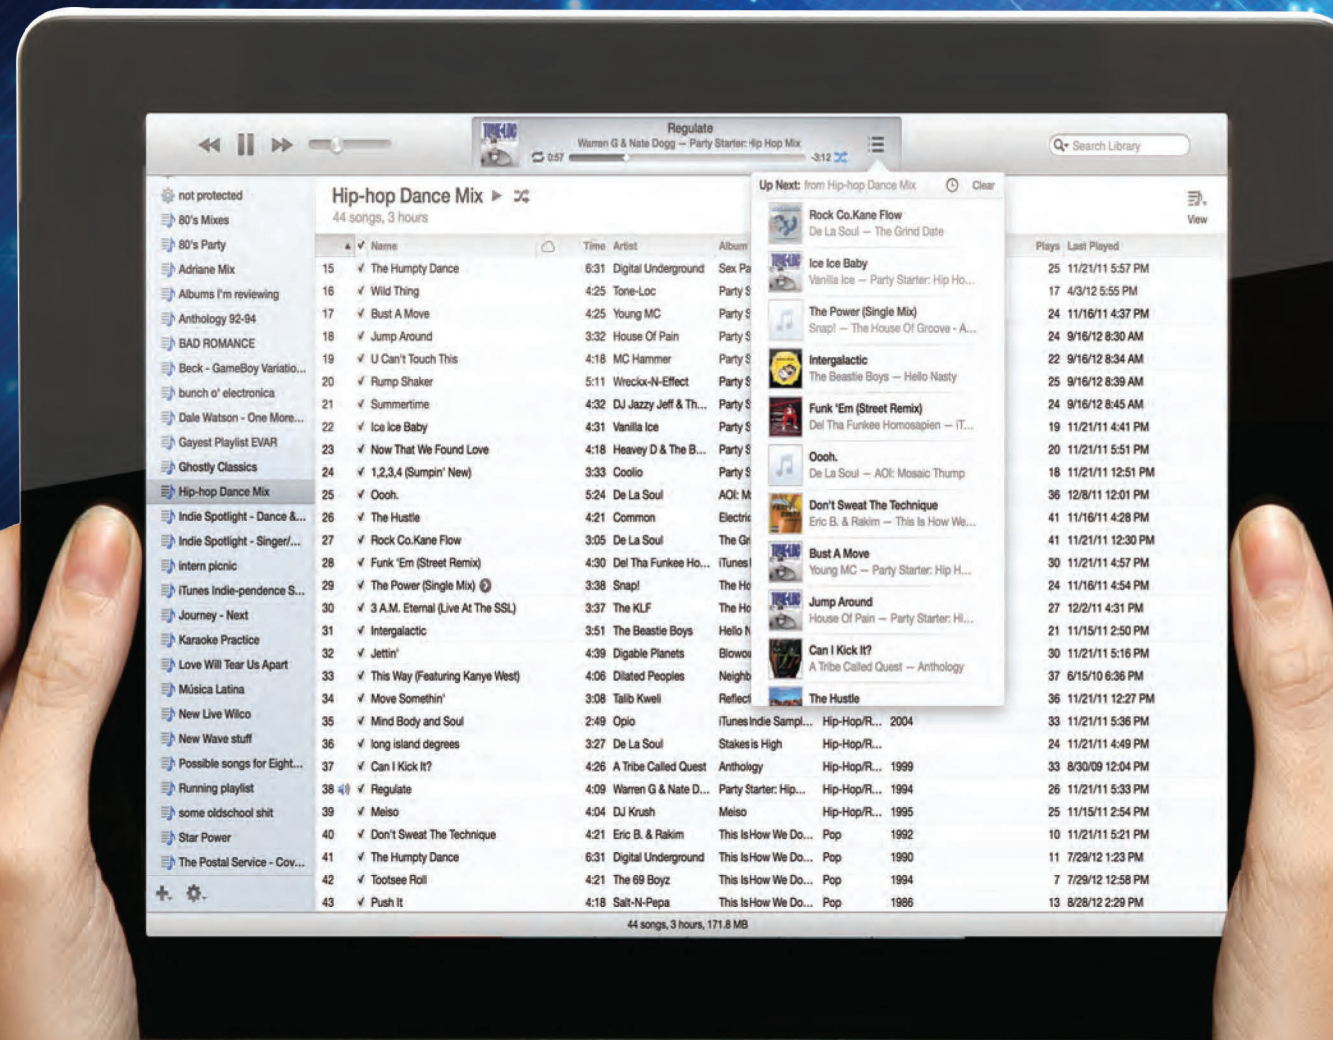 Regulate
Warren G & Nate Dogg — Party Starter: Hip Hop Mix
0:57 -3:12
Search Library
not protected
80's Mixes
80's Party
Adriane Mix
Albums I'm reviewing
Anthology 92-94
BAD ROMANCE
Beck - GameBoy Variatio...
bunch o' electronica
Dale Watson - One More...
Gayest Playlist EVAR
Ghostly Classics
Hip-hop Dance Mix
Indie Spotlight - Dance &...
Indie Spotlight - Singer/...
intern picnic
iTunes Indie-pendence S...
Journey - Next
Karaoke Practice
Love Will Tear Us Apart
Música Latina
New Live Wilco
New Wave stuff
Possible songs for Eight...
Running playlist
some oldschool shit
Star Power
The Postal Service - Cov...
Hip-hop Dance Mix
44 songs, 3 hours
View
Name Time Artist Album Plays Last Played
15 The Humpty Dance 6:31 Digital Underground Sex Pa 25 11/21/11 5:57 PM
16 Wild Thing 4:25 Tone-Loc Party S 17 4/3/12 5:55 PM
17 Bust A Move 4:25 Young MC Party S 24 11/16/11 4:37 PM
18 Jump Around 3:32 House Of Pain Party S 24 9/16/12 8:30 AM
19 U Can't Touch This 4:18 MC Hammer Party S 22 9/16/12 8:34 AM
20 Rump Shaker 5:11 Wreckx-N-Effect Party S 25 9/16/12 8:39 AM
21 Summertime 4:32 DJ Jazzy Jeff & Th... Party S 24 9/16/12 8:45 AM
22 Ice Ice Baby 4:31 Vanilla Ice Party S 19 11/21/11 4:41 PM
23 Now That We Found Love 4:18 Heavey D & The B... Party S 20 11/21/11 5:51 PM
24 1,2,3,4 (Sumpin' New) 3:33 Coolio Party S 18 11/21/11 12:51 PM
25 Oooh. 5:24 De La Soul AOI: M 36 12/8/11 12:01 PM
26 The Hustle 4:21 Common Electric 41 11/16/11 4:28 PM
27 Rock Co.Kane Flow 3:05 De La Soul The Gr 41 11/21/11 12:30 PM
28 Funk 'Em (Street Remix) 4:30 Del Tha Funkee Ho... iTunes 30 11/21/11 4:57 PM
29 The Power (Single Mix) 3:38 Snap! The Ho 24 11/16/11 4:54 PM
30 3 A.M. Eternal (Live At The SSL) 3:37 The KLF The Ho 27 12/2/11 4:31 PM
31 Intergalactic 3:51 The Beastie Boys Hello N 21 11/15/11 2:50 PM
32 Jettin' 4:39 Digable Planets Blowou 30 11/21/11 5:16 PM
33 This Way (Featuring Kanye West) 4:06 Dilated Peoples Neighb 37 6/15/10 6:36 PM
34 Move Somethin' 3:08 Talib Kweli Reflect 36 11/21/11 12:27 PM
35 Mind Body and Soul 2:49 Opio iTunes Indie Sampl... Hip-Hop/R... 2004 33 11/21/11 5:36 PM
36 long island degrees 3:27 De La Soul Stakes is High Hip-Hop/R... 24 11/21/11 4:49 PM
37 Can I Kick It? 4:26 A Tribe Called Quest Anthology Hip-Hop/R... 1999 33 8/30/09 12:04 PM
38 Regulate 4:09 Warren G & Nate D... Party Starter: Hip... Hip-Hop/R... 1994 26 11/21/11 5:33 PM
39 Meiso 4:04 DJ Krush Meiso Hip-Hop/R... 1995 25 11/15/11 2:54 PM
40 Don't Sweat The Technique 4:21 Eric B. & Rakim This Is How We Do... Pop 1992 10 11/21/11 5:21 PM
41 The Humpty Dance 6:31 Digital Underground This Is How We Do... Pop 1990 11 7/29/12 1:23 PM
42 Tootsee Roll 4:21 The 69 Boyz This Is How We Do... Pop 1994 7 7/29/12 12:58 PM
43 Push It 4:18 Salt-N-Pepa This Is How We Do... Pop 1986 13 8/28/12 2:29 PM
Up Next: from Hip-hop Dance Mix Clear
Rock Co.Kane Flow
De La Soul — The Grind Date
Ice Ice Baby
Vanilla Ice — Party Starter: Hip Ho...
The Power (Single Mix)
Snap! — The House Of Groove - A...
Intergalactic
The Beastie Boys — Hello Nasty
Funk 'Em (Street Remix)
Del Tha Funkee Homosapien — iT...
Oooh.
De La Soul — AOI: Mosaic Thump
Don't Sweat The Technique
Eric B. & Rakim — This Is How We...
Bust A Move
Young MC — Party Starter: Hip H...
Jump Around
House Of Pain — Party Starter: Hi...
Can I Kick It?
A Tribe Called Quest — Anthology
The Hustle
44 songs, 3 hours, 171.8 MB